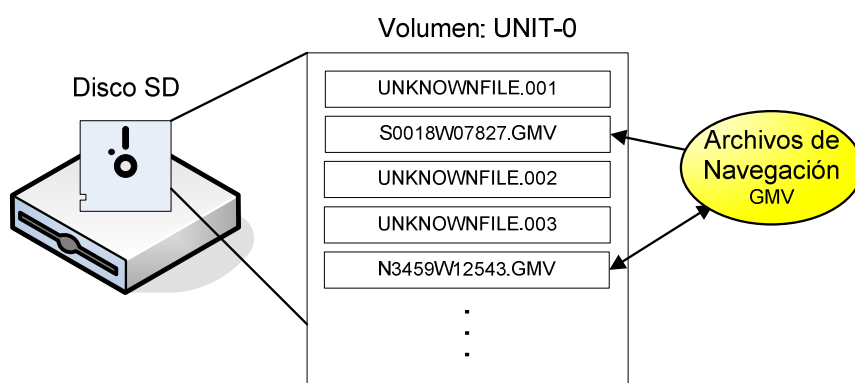 Volumen: UNIT-0
Disco SD
UNKNOWNFILE.001
S0018W07827.GMV
UNKNOWNFILE.002
UNKNOWNFILE.003
N3459W12543.GMV
Archivos de
Navegación
GMV